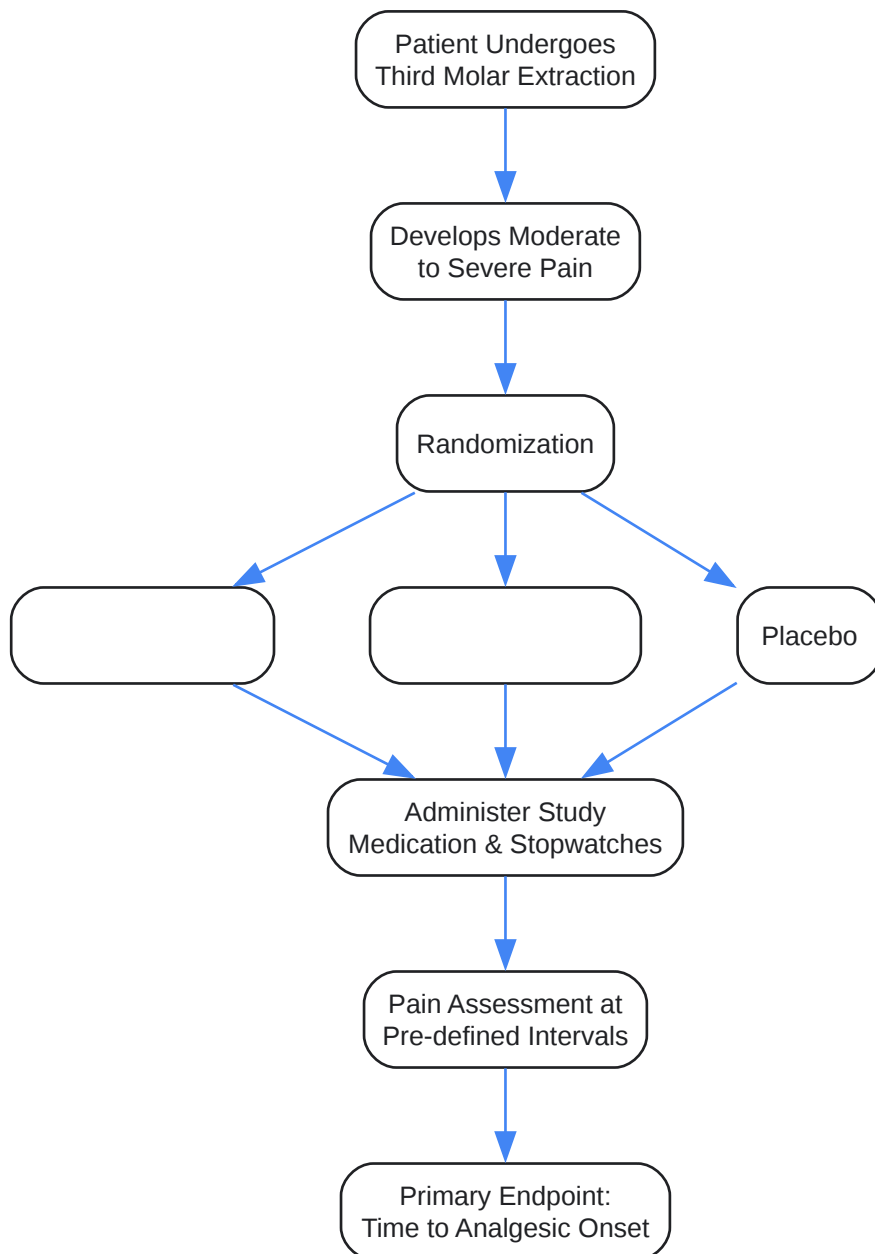 Patient Undergoes
Third Molar Extraction
Develops Moderate
to Severe Pain
Randomization
Placebo
Administer Study
Medication & Stopwatches
Pain Assessment at
Pre-defined Intervals
Primary Endpoint:
Time to Analgesic Onset